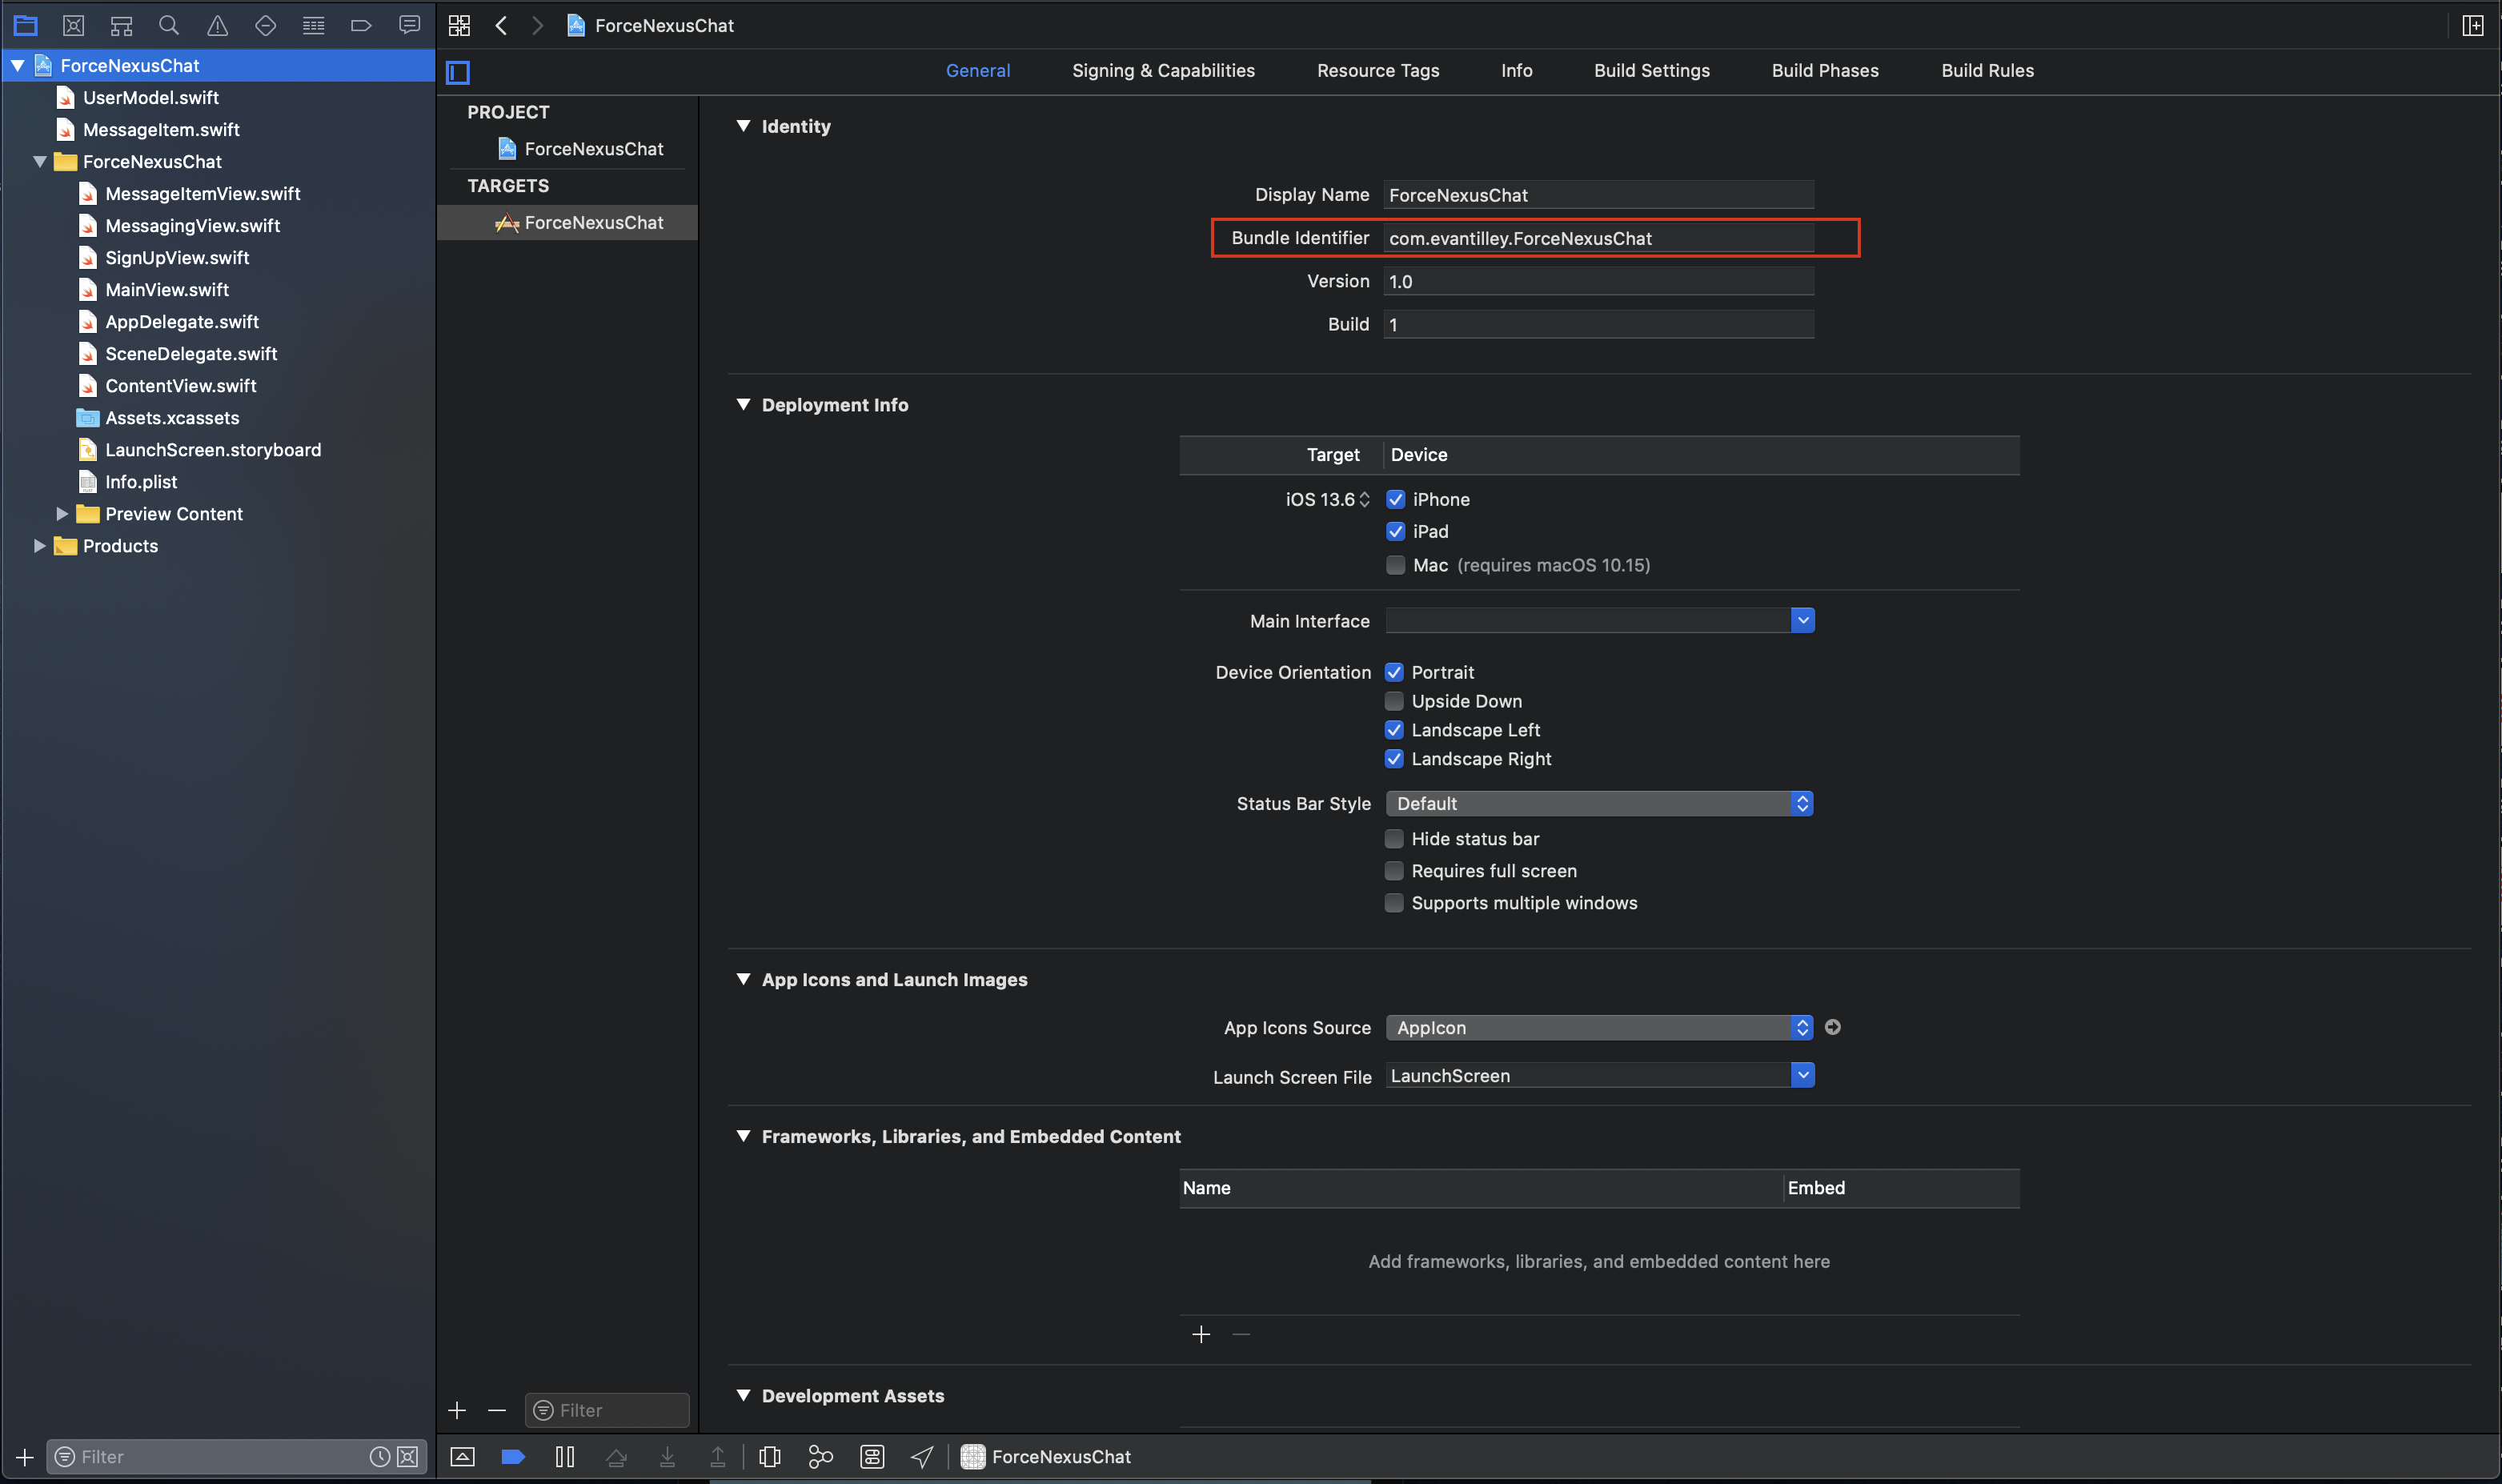 ForceNexusChat
UserModel.swift
MessageItem.swift
ForceNexusChat
MessageItemView.swift
MessagingView.swift
SignUpView.swift
MainView.swift
AppDelegate.swift
SceneDelegate.swift
ContentView.swift
Assets.xcassets
LaunchScreen.storyboard
Info.plist
Preview Content
Products
Filter
ForceNexusChat
General Signing & Capabilities Resource Tags Info Build Settings Build Phases Build Rules
PROJECT
ForceNexusChat
TARGETS
ForceNexusChat
Filter
Identity
Display Name ForceNexusChat
Bundle Identifier com.evantilley.ForceNexusChat
Version 1.0
Build 1
Deployment Info
Target Device
iOS 13.6 iPhone
iPad
Mac (requires macOS 10.15)
Main Interface
Device Orientation Portrait
Upside Down
Landscape Left
Landscape Right
Status Bar Style Default
Hide status bar
Requires full screen
Supports multiple windows
App Icons and Launch Images
App Icons Source AppIcon
Launch Screen File LaunchScreen
Frameworks, Libraries, and Embedded Content
Name Embed
Add frameworks, libraries, and embedded content here
Development Assets
ForceNexusChat